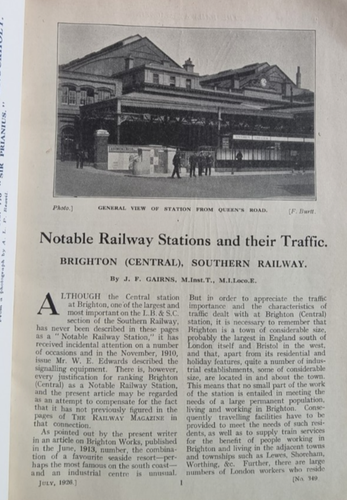 Photo.]
GENERAL VIEW OF STATION FROM QUEEN'S ROAD.
[F. Burtt
Notable Railway Stations and their Traffic.
BRIGHTON (CENTRAL), SOUTHERN RAILWAY.
By J. F. GAIRNS, M.Inst.T., M.I.Loco.E.
ALTHOUGH the Central station
at Brighton, one of the largest and
most important on the L.B. & S.C.
section of the Southern Railway,
has never been described in these pages
as a "Notable Railway Station," it has
received incidental attention on a number
of occasions and in the November, 1910,
issue Mr. W. E. Edwards described the
signalling equipment. There is, however,
every justification for ranking Brighton
(Central) as a Notable Railway Station,
and the present article may be regarded
as an attempt to compensate for the fact
that it has not previously figured in the
pages of THE RAILWAY MAGAZINE in
that connection.
As pointed out by the present writer
in an article on Brighton Works, published
in the June, 1913, number, the combina-
tion of a favourite seaside resort—per-
haps the most famous on the south coast—
and an industrial centre is unusual.
But in order to appreciate the traffic
importance and the characteristics of
traffic dealt with at Brighton (Central)
station, it is necessary to remember that
Brighton is a town of considerable size,
probably the largest in England south of
London itself and Bristol in the west,
and that, apart from its residential and
holiday features, quite a number of indus-
trial establishments, some of considerable
size, are located in and about the town.
This means that no small part of the work
of the station is entailed in meeting the
needs of a large permanent population,
living and working in Brighton. Conse-
quently travelling facilities have to be
provided to meet the needs of such resi-
dents, as well as to supply train services
for the benefit of people working in
Brighton and living in the adjacent towns
and townships such as Lewes, Shoreham,
Worthing, &c. Further, there are large
numbers of London workers who reside
July, 1926]
1
[No. 349